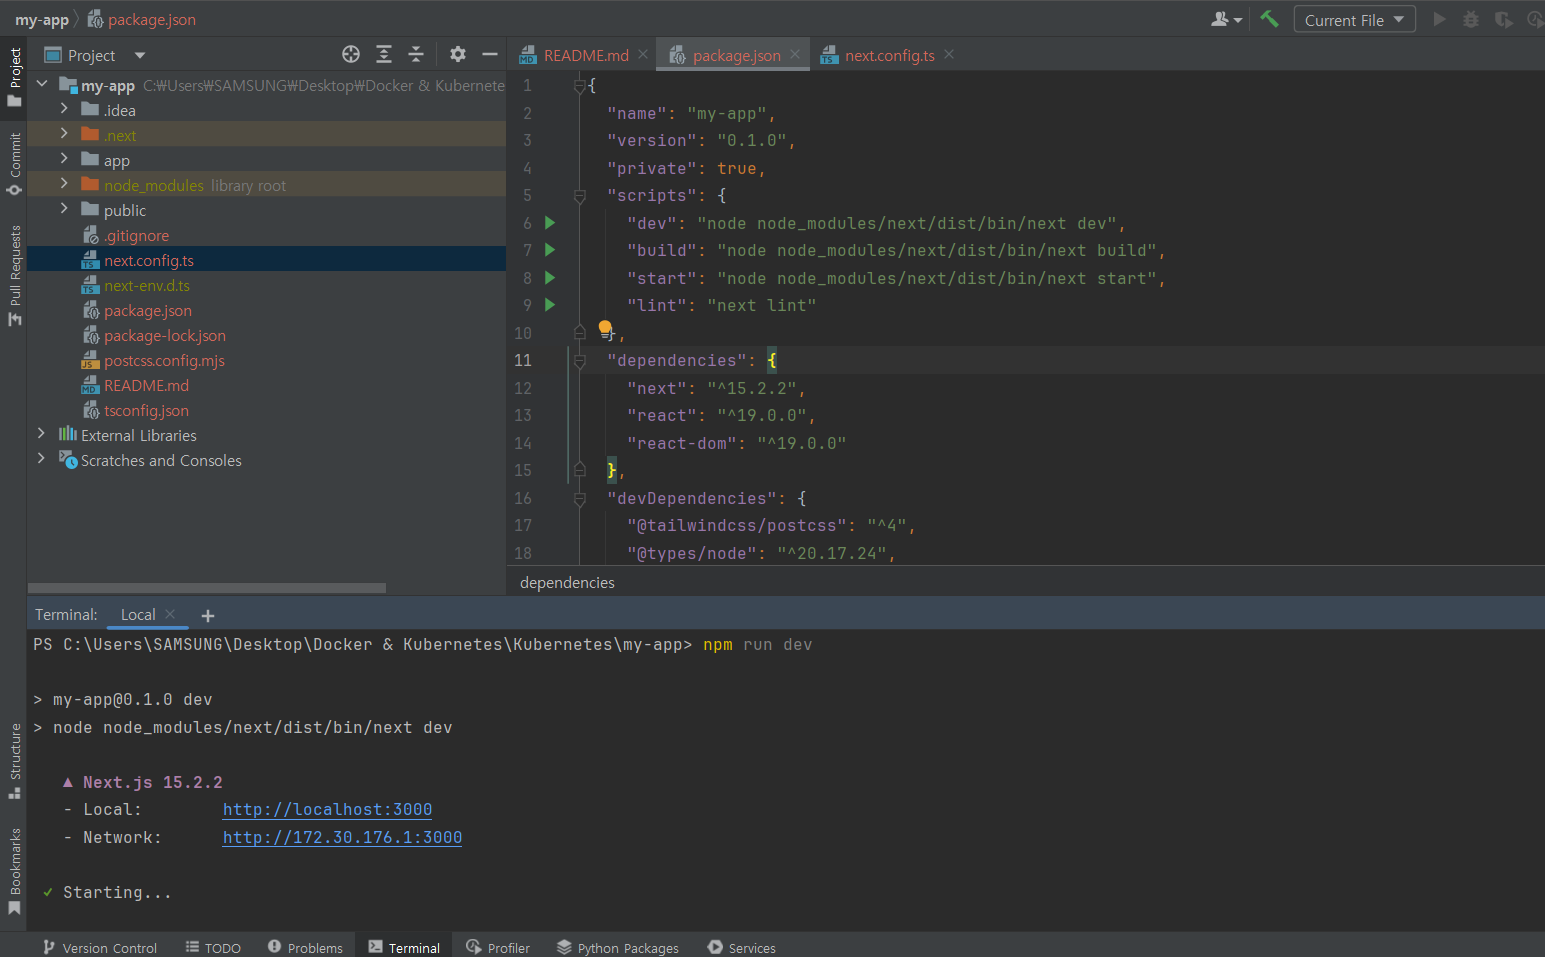 my-app 〉 package.json
Current File
Project
README.md
package.json
next.config.ts
Project
Commit
Pull Requests
my-app C:₩Users₩SAMSUNG₩Desktop₩Docker & Kubernete
.idea
.next
app
node_modules library root
public
.gitignore
next.config.ts
next-env.d.ts
package.json
package-lock.json
postcss.config.mjs
README.md
tsconfig.json
External Libraries
Scratches and Consoles
1 {
2 "name": "my-app",
3 "version": "0.1.0",
4 "private": true,
5 "scripts": {
6 "dev": "node node_modules/next/dist/bin/next dev",
7 "build": "node node_modules/next/dist/bin/next build",
8 "start": "node node_modules/next/dist/bin/next start",
9 "lint": "next lint"
10 },
11 "dependencies": {
12 "next": "^15.2.2",
13 "react": "^19.0.0",
14 "react-dom": "^19.0.0"
15 },
16 "devDependencies": {
17 "@tailwindcss/postcss": "^4",
18 "@types/node": "^20.17.24",
dependencies
Terminal: Local
PS C:\Users\SAMSUNG\Desktop\Docker & Kubernetes\Kubernetes\my-app> npm run dev
> my-app@0.1.0 dev
> node node_modules/next/dist/bin/next dev
▲ Next.js 15.2.2
- Local: http://localhost:3000
- Network: http://172.30.176.1:3000
✓ Starting...
Structure
Bookmarks
Version Control
TODO
Problems
Terminal
Profiler
Python Packages
Services